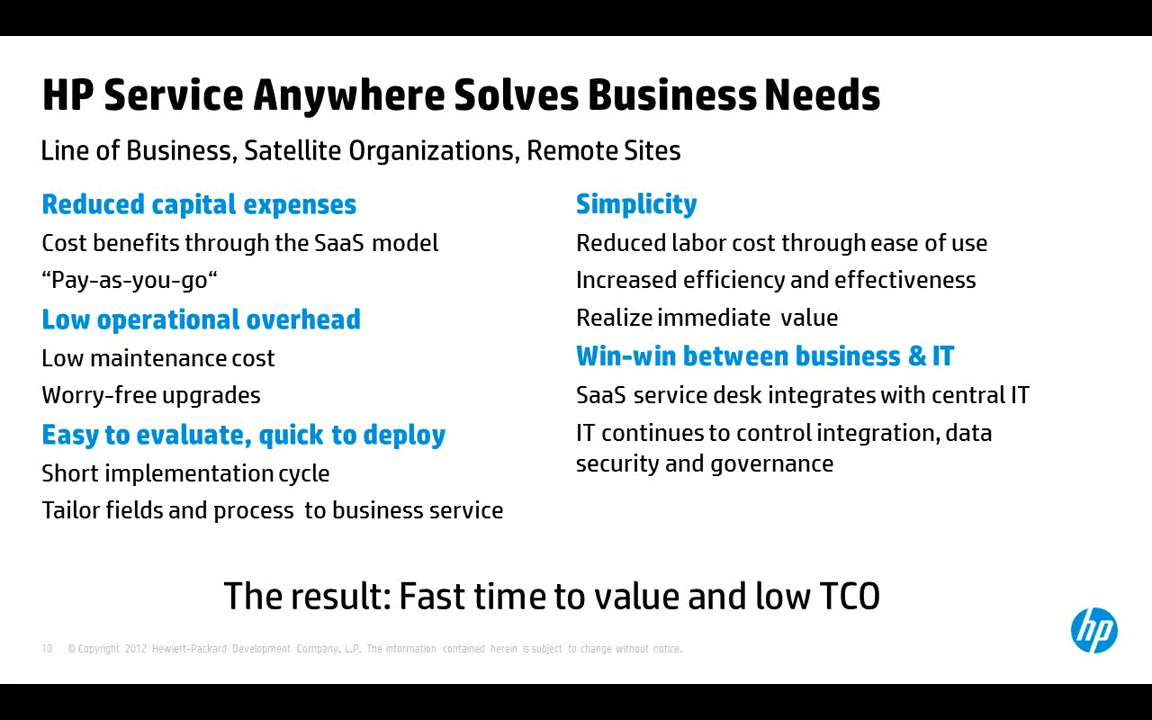 HP Service Anywhere Solves Business Needs
Line of Business, Satellite Organizations, Remote Sites
Reduced capital expenses
Cost benefits through the SaaS model
“Pay-as-you-go“
Low operational overhead
Low maintenance cost
Worry-free upgrades
Easy to evaluate, quick to deploy
Short implementation cycle
Tailor fields and process to business service
Simplicity
Reduced labor cost through ease of use
Increased efficiency and effectiveness
Realize immediate value
Win-win between business & IT
SaaS service desk integrates with central IT
IT continues to control integration, data
security and governance
The result: Fast time to value and low TCO
10 © Copyright 2012 Hewlett-Packard Development Company, L.P. The information contained herein is subject to change without notice.
hp